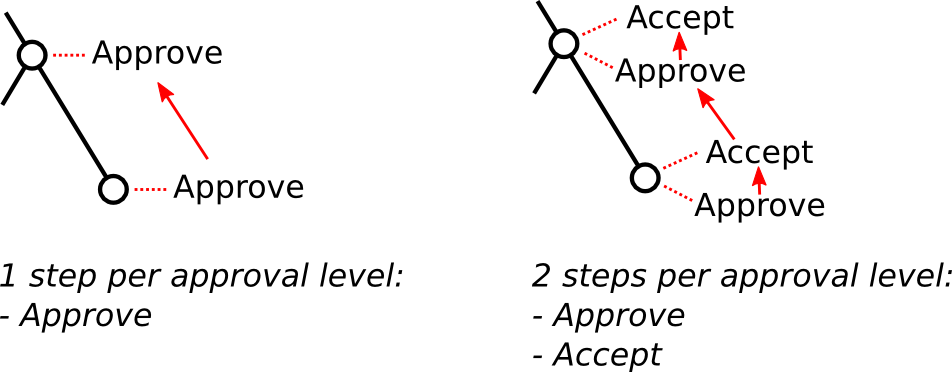 Approve
Approve
1 step per approval level:
- Approve
Accept
Approve
Accept
Approve
2 steps per approval level:
- Approve
- Accept